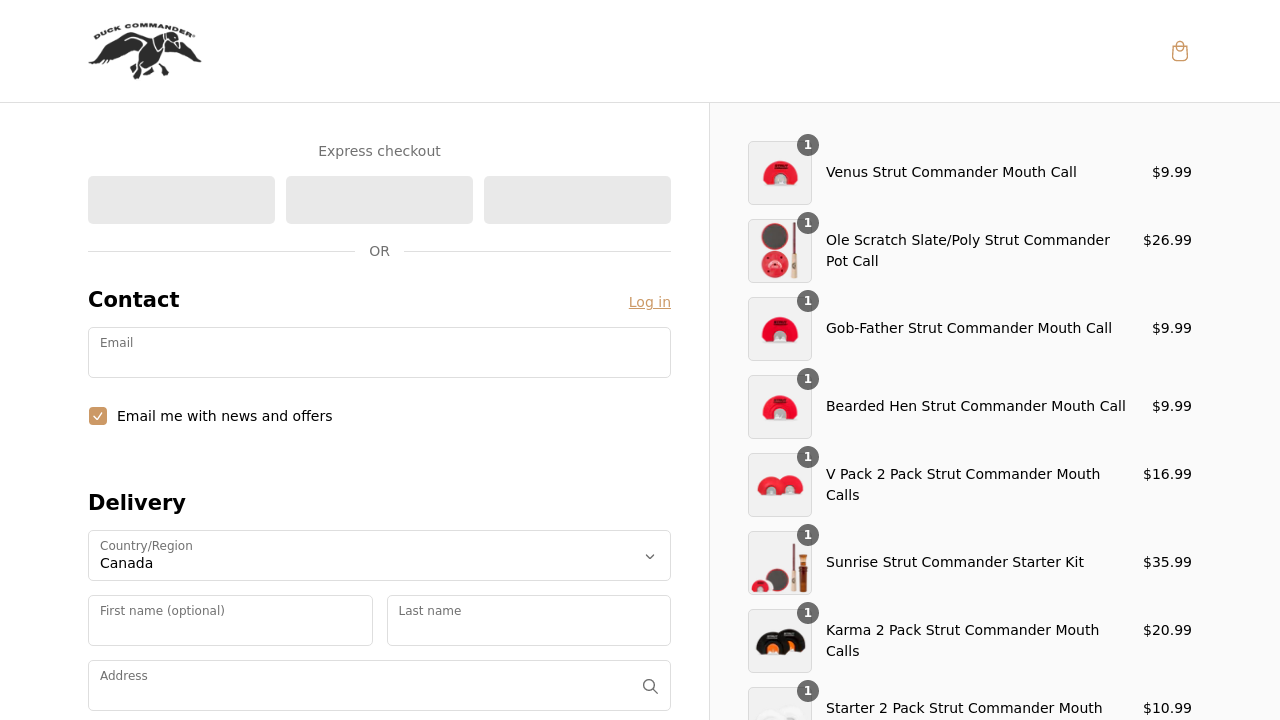 DUCK COMMANDER
Express checkout
OR
Contact
Log in
Email
Email me with news and offers
Delivery
Country/Region
Canada
First name (optional)
Last name
Address
1
Venus Strut Commander Mouth Call
$9.99
1
Ole Scratch Slate/Poly Strut Commander
Pot Call
$26.99
1
Gob-Father Strut Commander Mouth Call
$9.99
1
Bearded Hen Strut Commander Mouth Call
$9.99
1
V Pack 2 Pack Strut Commander Mouth
Calls
$16.99
1
Sunrise Strut Commander Starter Kit
$35.99
1
Karma 2 Pack Strut Commander Mouth
Calls
$20.99
1
Starter 2 Pack Strut Commander Mouth
$10.99